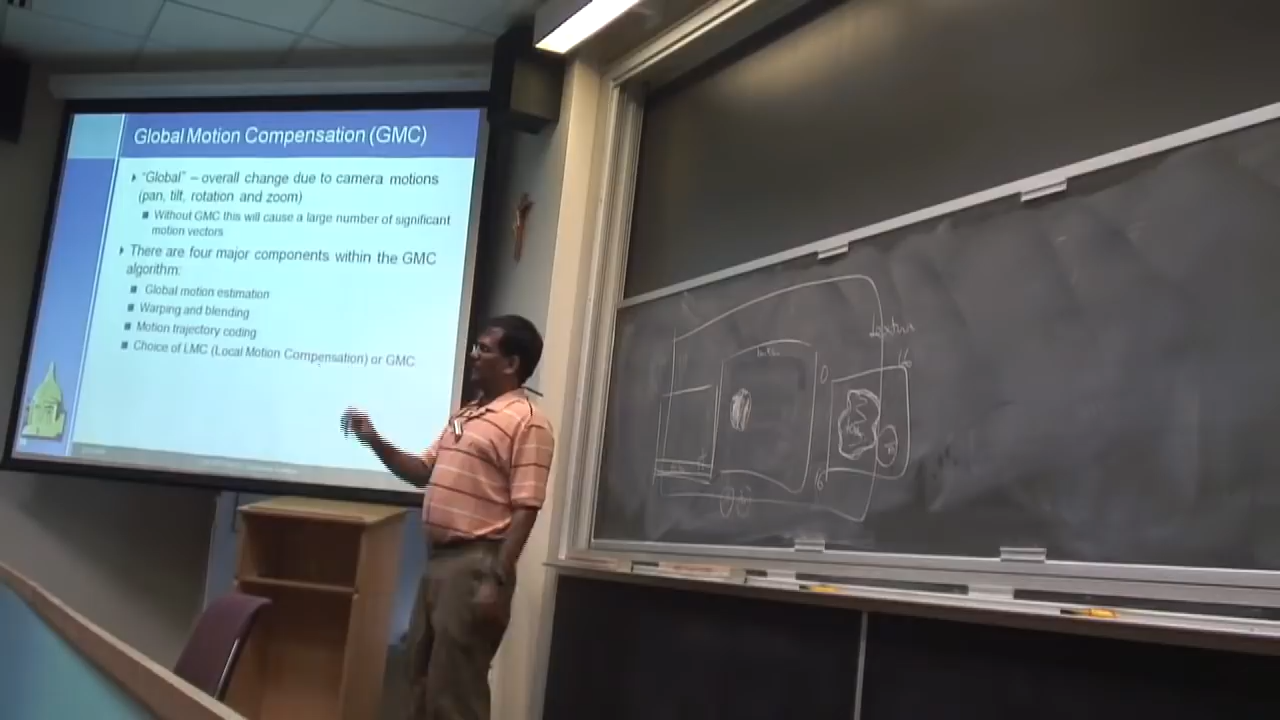 Global Motion Compensation (GMC)
"Global" – overall change due to camera motions
(pan, tilt, rotation and zoom)
Without GMC this will cause a large number of significant
motion vectors
There are four major components within the GMC
algorithm:
Global motion estimation
Warping and blending
Motion trajectory coding
Choice of LMC (Local Motion Compensation) or GMC
16